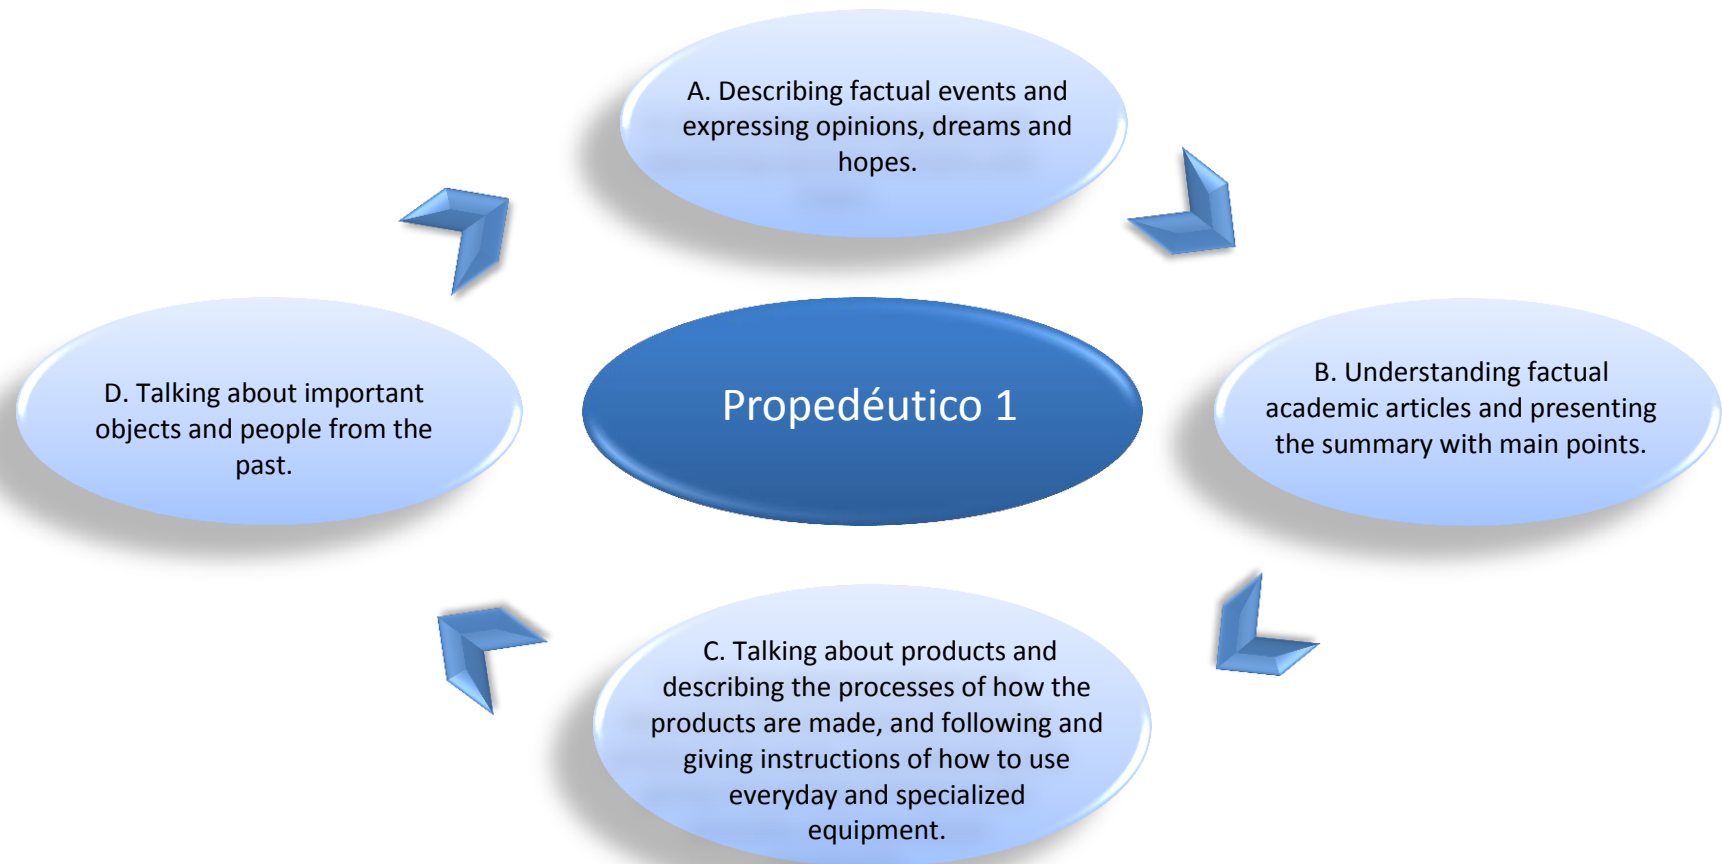 A. Describing factual events and
expressing opinions, dreams and
hopes.
Propedéutico 1
B. Understanding factual
academic articles and presenting
the summary with main points.
C. Talking about products and
describing the processes of how the
products are made, and following and
giving instructions of how to use
everyday and specialized
equipment.
D. Talking about important
objects and people from the
past.